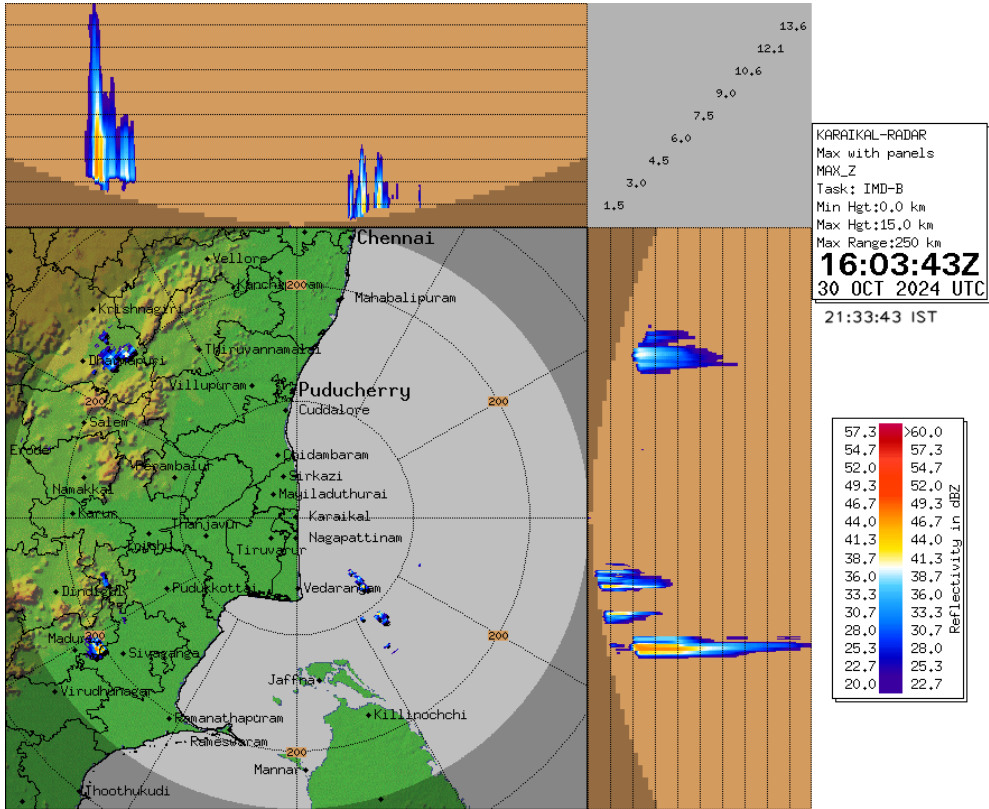 13.6
12.1
10.6
9.0
7.5
6.0
4.5
3.0
1.5
KARAIKAL-RADAR
Max with panels
MAX_Z
Task: IMD-B
Min Hgt:0.0 km
Max Hgt:15.0 km
Max Range:250 km
16:03:43Z
30 OCT 2024 UTC
21:33:43 IST
Chennai
Vellore
200
Mahabalipuram
Krishnagiri
Thiruvannamalai
Villupuram
Puducherry
200
200
Cuddalore
Salem
Chidambaram
Perambalur
Sirkazi
Namakkal
Mayiladuthurai
Karur
Karaikal
Thanjavur
Nagapattinam
Tiruvarur
Pudukkottai
Vedaranyam
200
200
Sivaganga
Jaffna
Virudhunagar
Ramanathapuram
Killinochchi
Rameswaram
200
Mannar
Thoothukudi
57.3 >60.0
54.7 57.3
52.0 54.7
49.3 52.0
46.7 49.3
44.0 46.7
41.3 44.0
38.7 41.3
36.0 38.7
33.3 36.0
30.7 33.3
28.0 30.7
25.3 28.0
22.7 25.3
20.0 22.7
Reflectivity in dBZ